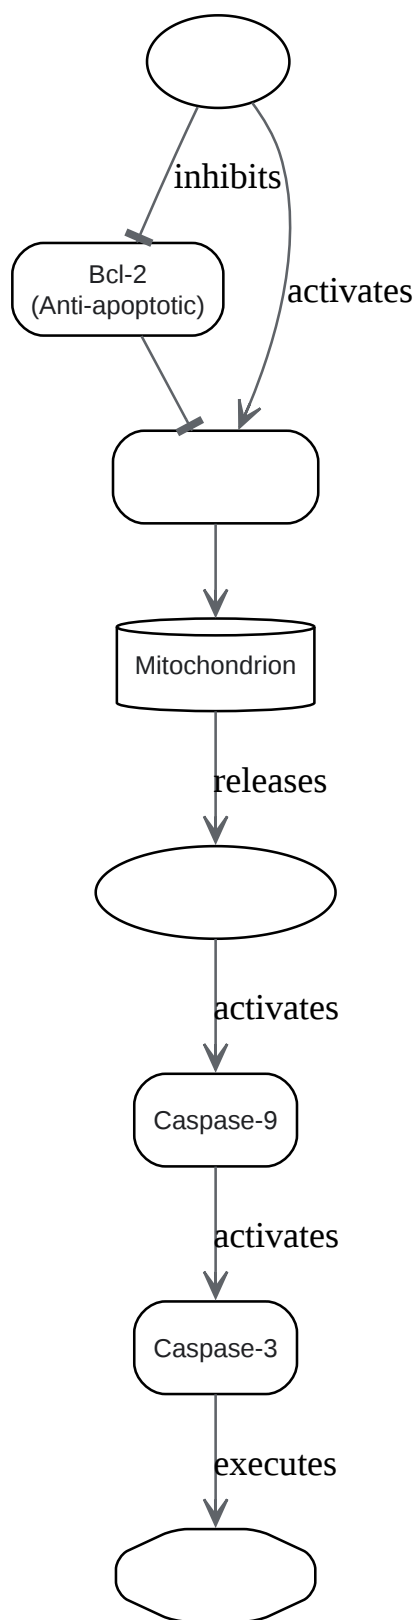 inhibits
Bcl-2
(Anti-apoptotic)
activates
Mitochondrion
releases
activates
Caspase-9
activates
Caspase-3
executes